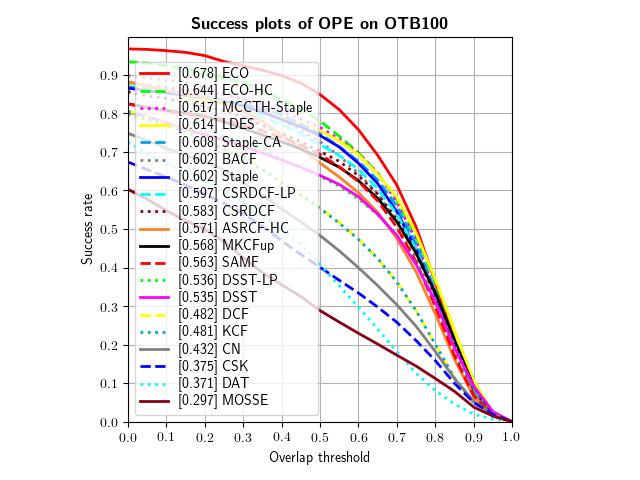 Success plots of OPE on OTB100
Success rate
0.9
0.8
0.7
0.6
0.5
0.4
0.3
0.2
0.1
0.0
[0.678] ECO
[0.644] ECO-HC
[0.617] MCCTH-Staple
[0.614] LDES
[0.608] Staple-CA
[0.602] BACF
[0.602] Staple
[0.597] CSRDCF-LP
[0.583] CSRDCF
[0.571] ASRCF-HC
[0.568] MKCFup
[0.563] SAMF
[0.536] DSST-LP
[0.535] DSST
[0.482] DCF
[0.481] KCF
[0.432] CN
[0.375] CSK
[0.371] DAT
[0.297] MOSSE
0.0 0.1 0.2 0.3 0.4 0.5 0.6 0.7 0.8 0.9 1.0
Overlap threshold